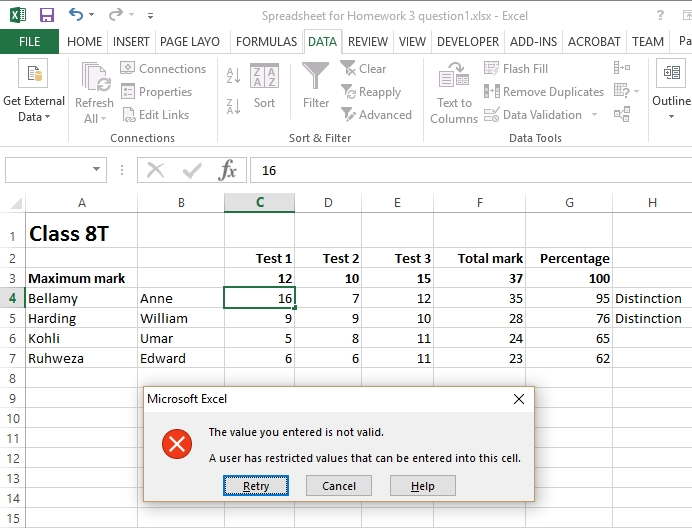 Spreadsheet for Homework 3 question1.xlsx - Excel
?
FILE HOME INSERT PAGE LAYO FORMULAS DATA REVIEW VIEW DEVELOPER ADD-INS ACROBAT TEAM Pa
Get External Data
Refresh All
Connections
Properties
Edit Links
Connections
A Z
Z A
Z A A Z
Sort
Filter
Clear
Reapply
Advanced
Sort & Filter
Text to Columns
Flash Fill
Remove Duplicates
Data Validation
?
Data Tools
Outline
fx 16
A B C D E F G H
1 Class 8T
2 Test 1 Test 2 Test 3 Total mark Percentage
3 Maximum mark 12 10 15 37 100
4 Bellamy Anne 16 7 12 35 95 Distinction
5 Harding William 9 9 10 28 76 Distinction
6 Kohli Umar 5 8 11 24 65
7 Ruhweza Edward 6 6 11 23 62
8
9
10
11
12
13
14
15
Microsoft Excel
The value you entered is not valid.
A user has restricted values that can be entered into this cell.
Retry Cancel Help